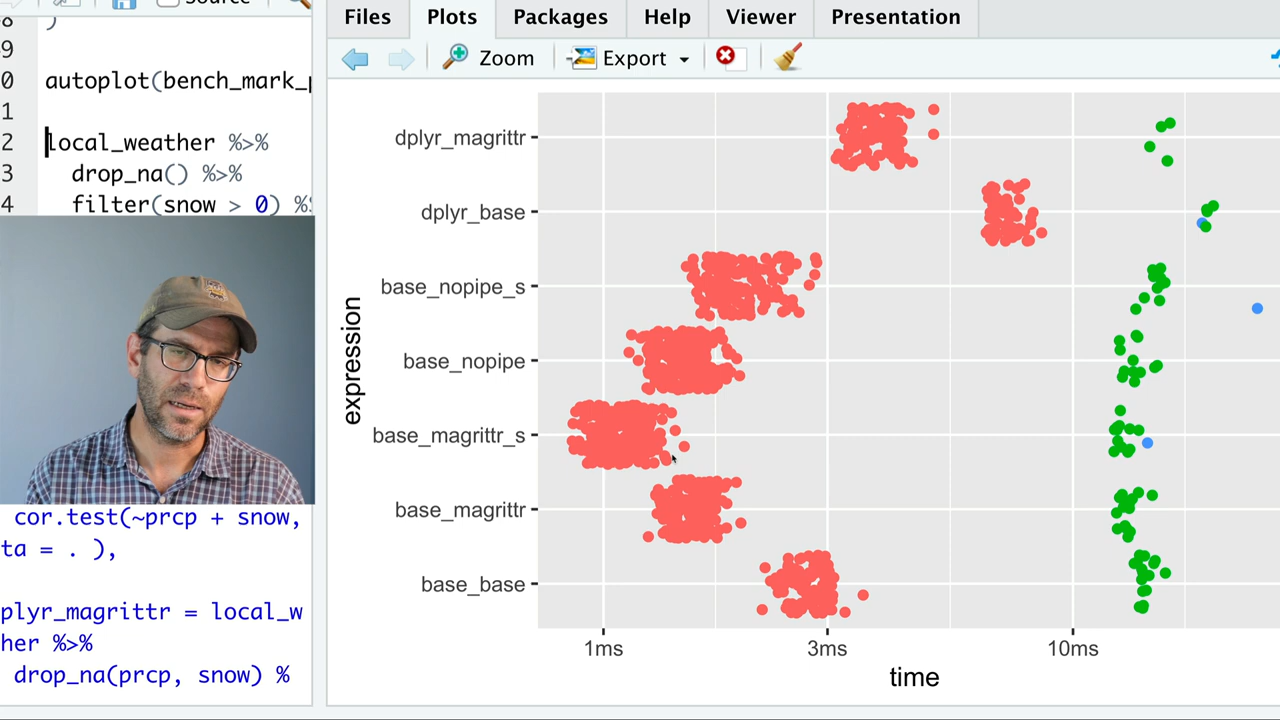 Source
Files
Plots
Packages
Help
Viewer
Presentation
8 )
9
0 autoplot(bench_mark_p
1
2 local_weather %>%
3 drop_na() %>%
4 filter(snow > 0) %
Zoom
Export
dplyr_magrittr
dplyr_base
base_nopipe_s
base_nopipe
base_magrittr_s
base_magrittr
base_base
expression
1ms
3ms
10ms
time
cor.test(~prcp + snow,
ta = . ),
plyr_magrittr = local_w
her %>%
drop_na(prcp, snow) %